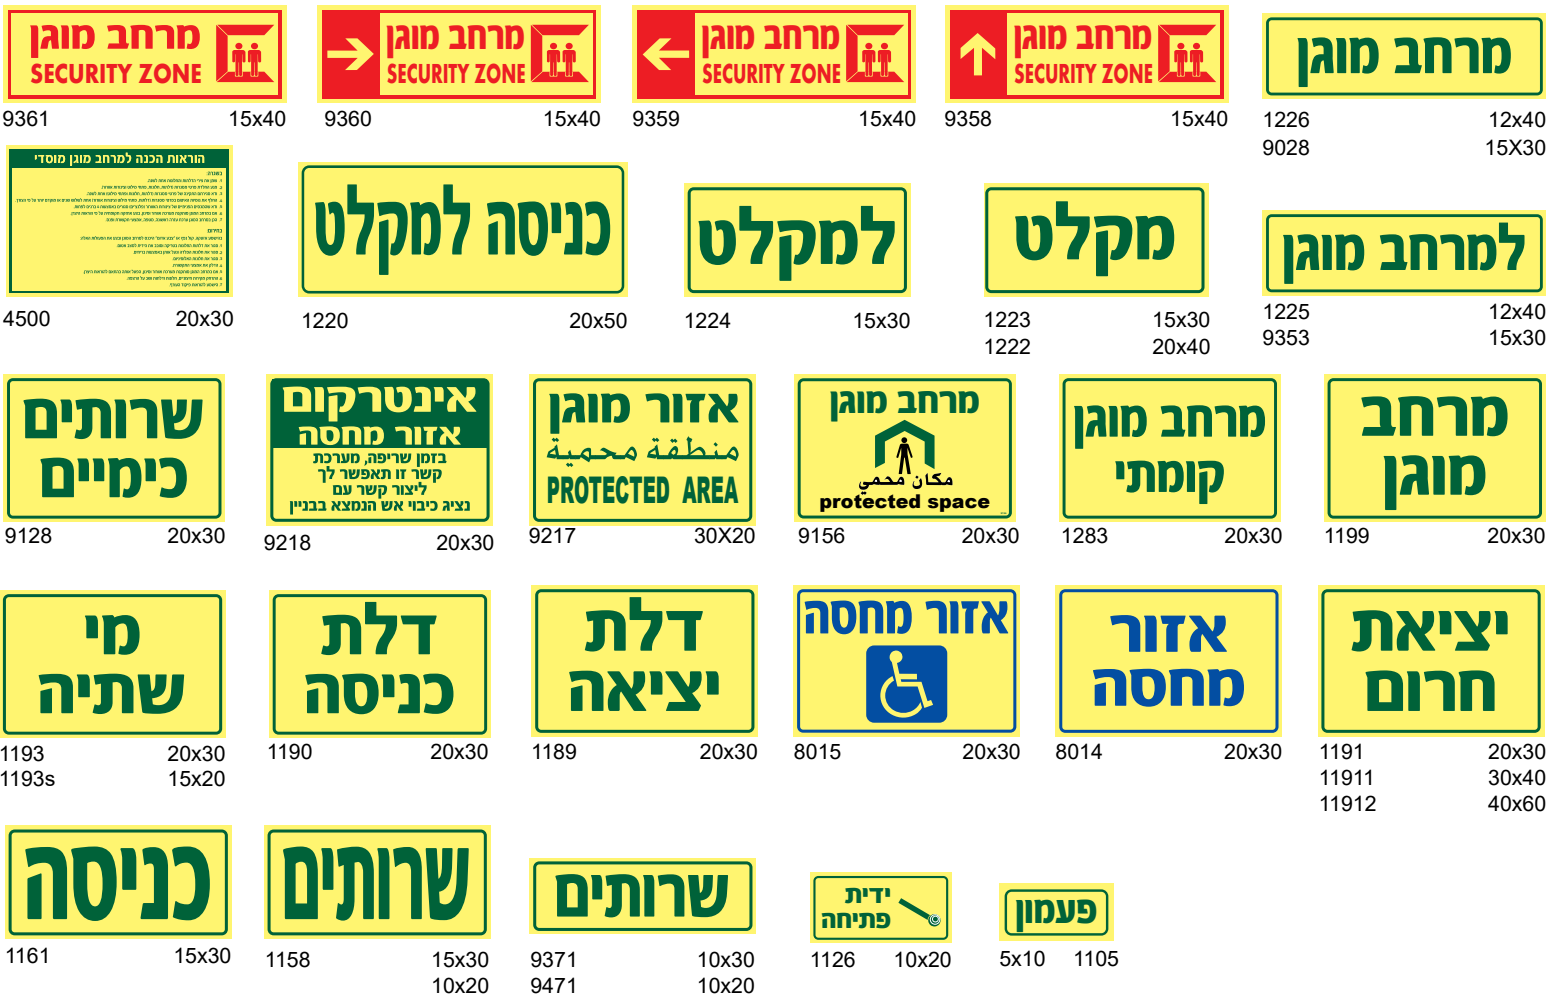 מרחב מוגן
SECURITY ZONE
9361 15x40
מרחב מוגן
SECURITY ZONE
9360 15x40
מרחב מוגן
SECURITY ZONE
9359 15x40
מרחב מוגן
SECURITY ZONE
9358 15x40
מרחב מוגן
1226 12x40
9028 15X30
הוראות הכנה למרחב מוגן מוסדי
4500 20x30
כניסה למקלט
1220 20x50
למקלט
1224 15x30
מקלט
1223 15x30
1222 20x40
למרחב מוגן
1225 12x40
9353 15x30
שרותים
כימיים
9128 20x30
אינטרקום
אזור מחסה
בזמן שריפה, מערכת
קשר זו תאפשר לך
ליצור קשר עם
נציג כיבוי אש הנמצא בבניין
9218 20x30
אזור מוגן
منطقة محمية
PROTECTED AREA
9217 30X20
מרחב מוגן
مكان محمي
protected space
9156 20x30
מרחב מוגן
קומתי
1283 20x30
מרחב
מוגן
1199 20x30
מי
שתיה
1193 20x30
1193s 15x20
דלת
כניסה
1190 20x30
דלת
יציאה
1189 20x30
אזור מחסה
8015 20x30
אזור
מחסה
8014 20x30
יציאת
חרום
1191 20x30
11911 30x40
11912 40x60
כניסה
1161 15x30
שרותים
1158 15x30
10x20
שרותים
9371 10x30
9471 10x20
ידית
פתיחה
1126 10x20
פעמון
5x10 1105